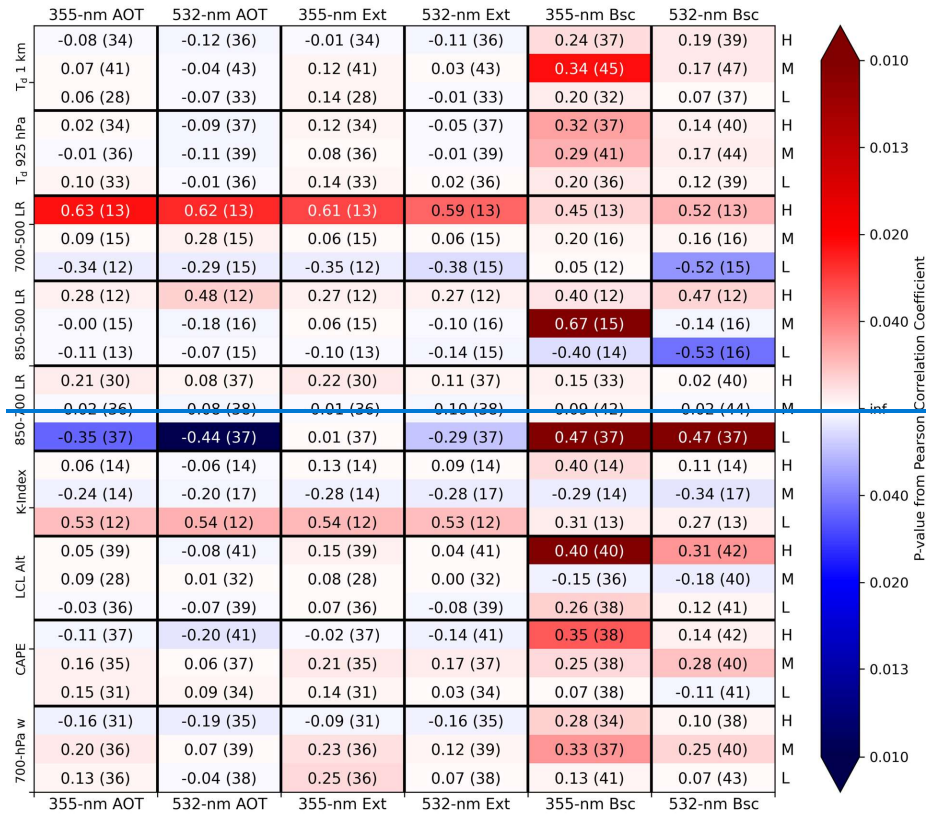 355-nm AOT 532-nm AOT 355-nm Ext 532-nm Ext 355-nm Bsc 532-nm Bsc
T_d 1 km
-0.08 (34) -0.12 (36) -0.01 (34) -0.11 (36) 0.24 (37) 0.19 (39) H
0.07 (41) -0.04 (43) 0.12 (41) 0.03 (43) 0.34 (45) 0.17 (47) M
0.06 (28) -0.07 (33) 0.14 (28) -0.01 (33) 0.20 (32) 0.07 (37) L
T_d 925 hPa
0.02 (34) -0.09 (37) 0.12 (34) -0.05 (37) 0.32 (37) 0.14 (40) H
-0.01 (36) -0.11 (39) 0.08 (36) -0.01 (39) 0.29 (41) 0.17 (44) M
0.10 (33) -0.01 (36) 0.14 (33) 0.02 (36) 0.20 (36) 0.12 (39) L
700-500 LR
0.63 (13) 0.62 (13) 0.61 (13) 0.59 (13) 0.45 (13) 0.52 (13) H
0.09 (15) 0.28 (15) 0.06 (15) 0.06 (15) 0.20 (16) 0.16 (16) M
-0.34 (12) -0.29 (15) -0.35 (12) -0.38 (15) 0.05 (12) -0.52 (15) L
850-500 LR
0.28 (12) 0.48 (12) 0.27 (12) 0.27 (12) 0.40 (12) 0.47 (12) H
-0.00 (15) -0.18 (16) 0.06 (15) -0.10 (16) 0.67 (15) -0.14 (16) M
-0.11 (13) -0.07 (15) -0.10 (13) -0.14 (15) -0.40 (14) -0.53 (16) L
850-700 LR
0.21 (30) 0.08 (37) 0.22 (30) 0.11 (37) 0.15 (33) 0.02 (40) H
(36) (38) (36) (38) (42) (44) M
-0.35 (37) -0.44 (37) 0.01 (37) -0.29 (37) 0.47 (37) 0.47 (37) L
K-Index
0.06 (14) -0.06 (14) 0.13 (14) 0.09 (14) 0.40 (14) 0.11 (14) H
-0.24 (14) -0.20 (17) -0.28 (14) -0.28 (17) -0.29 (14) -0.34 (17) M
0.53 (12) 0.54 (12) 0.54 (12) 0.53 (12) 0.31 (13) 0.27 (13) L
LCL Alt
0.05 (39) -0.08 (41) 0.15 (39) 0.04 (41) 0.40 (40) 0.31 (42) H
0.09 (28) 0.01 (32) 0.08 (28) 0.00 (32) -0.15 (36) -0.18 (40) M
-0.03 (36) -0.07 (39) 0.07 (36) -0.08 (39) 0.26 (38) 0.12 (41) L
CAPE
-0.11 (37) -0.20 (41) -0.02 (37) -0.14 (41) 0.35 (38) 0.14 (42) H
0.16 (35) 0.06 (37) 0.21 (35) 0.17 (37) 0.25 (38) 0.28 (40) M
0.15 (31) 0.09 (34) 0.14 (31) 0.03 (34) 0.07 (38) -0.11 (41) L
700-hPa w
-0.16 (31) -0.19 (35) -0.09 (31) -0.16 (35) 0.28 (34) 0.10 (38) H
0.20 (36) 0.07 (39) 0.23 (36) 0.12 (39) 0.33 (37) 0.25 (40) M
0.13 (36) -0.04 (38) 0.25 (36) 0.07 (38) 0.13 (41) 0.07 (43) L
355-nm AOT 532-nm AOT 355-nm Ext 532-nm Ext 355-nm Bsc 532-nm Bsc
0.010
0.013
0.020
0.040
inf
0.040
0.020
0.013
0.010
P-value from Pearson Correlation Coefficient